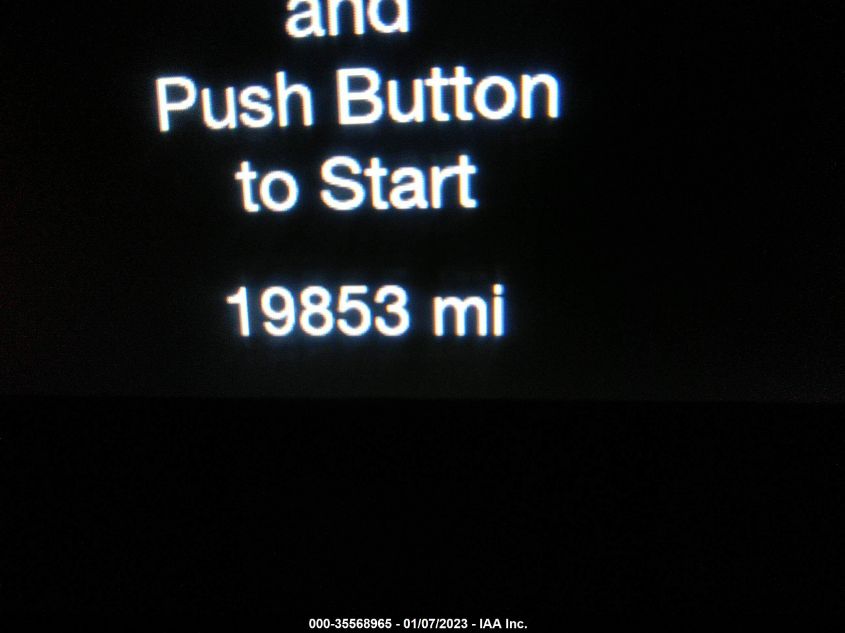 and
Push Button
to Start
19853 mi
000-35568965 - 01/07/2023 - IAA Inc.